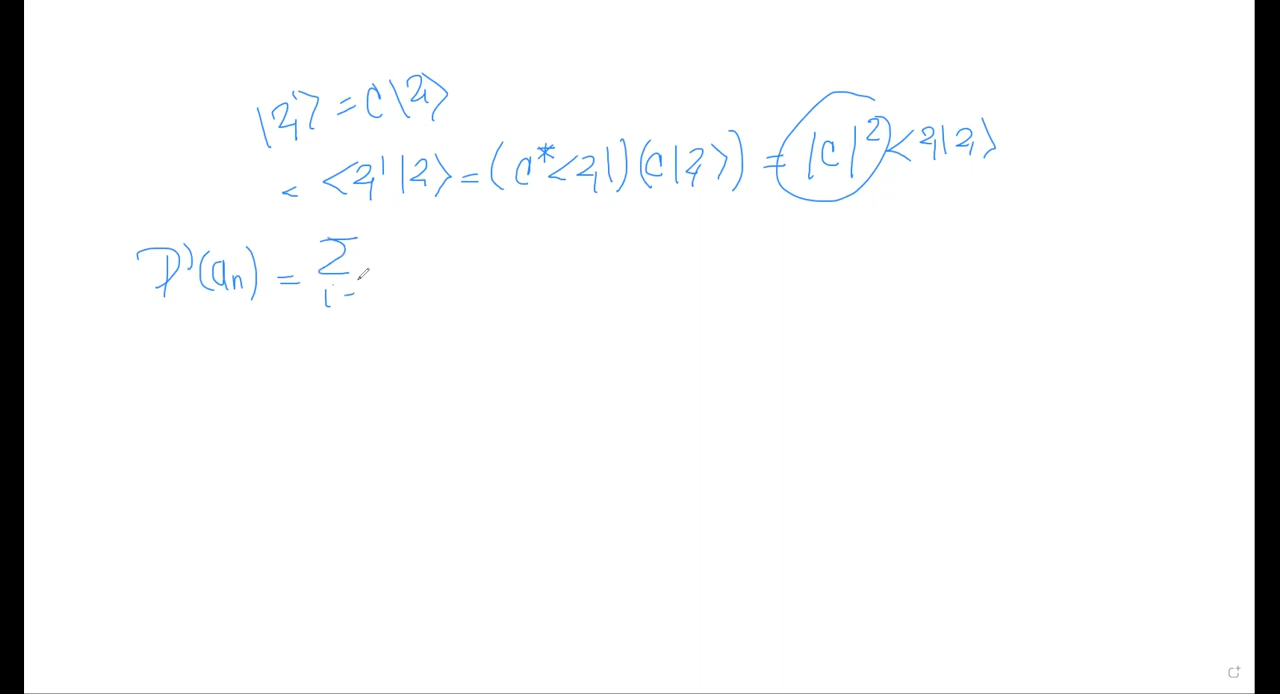 |ψ'⟩ = c|ψ⟩
< ⟨ψ'|ψ⟩ = (c*⟨ψ|)(c|ψ⟩) = |c|²⟨ψ|ψ⟩
P'(aₙ) = Σ i=